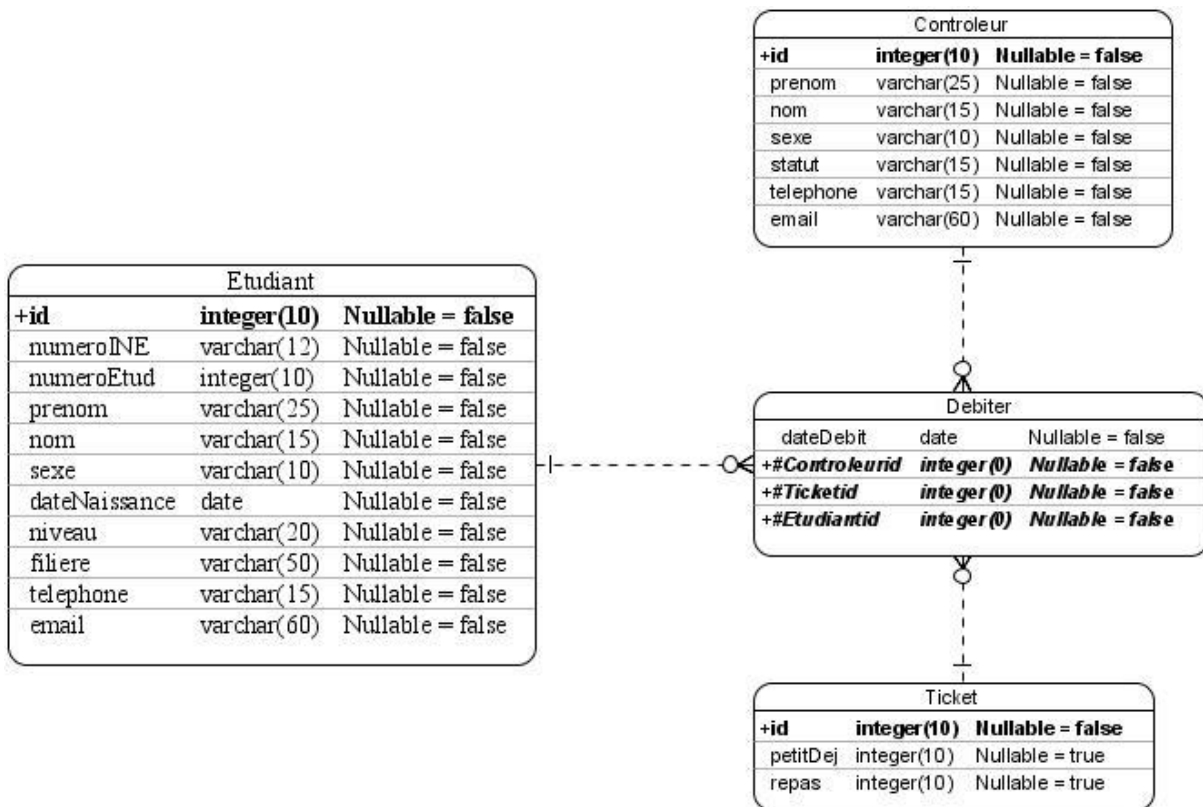 Controleur
+id integer(10) Nullable = false
prenom varchar(25) Nullable = false
nom varchar(15) Nullable = false
sexe varchar(10) Nullable = false
statut varchar(15) Nullable = false
telephone varchar(15) Nullable = false
email varchar(60) Nullable = false
Etudiant
+id integer(10) Nullable = false
numeroINE varchar(12) Nullable = false
numeroEtud integer(10) Nullable = false
prenom varchar(25) Nullable = false
nom varchar(15) Nullable = false
sexe varchar(10) Nullable = false
dateNaissance date Nullable = false
niveau varchar(20) Nullable = false
filiere varchar(50) Nullable = false
telephone varchar(15) Nullable = false
email varchar(60) Nullable = false
Debiter
dateDebit date Nullable = false
+#Controleurid integer(0) Nullable = false
+#Ticketid integer(0) Nullable = false
+#Etudiantid integer(0) Nullable = false
Ticket
+id integer(10) Nullable = false
petitDej integer(10) Nullable = true
repas integer(10) Nullable = true